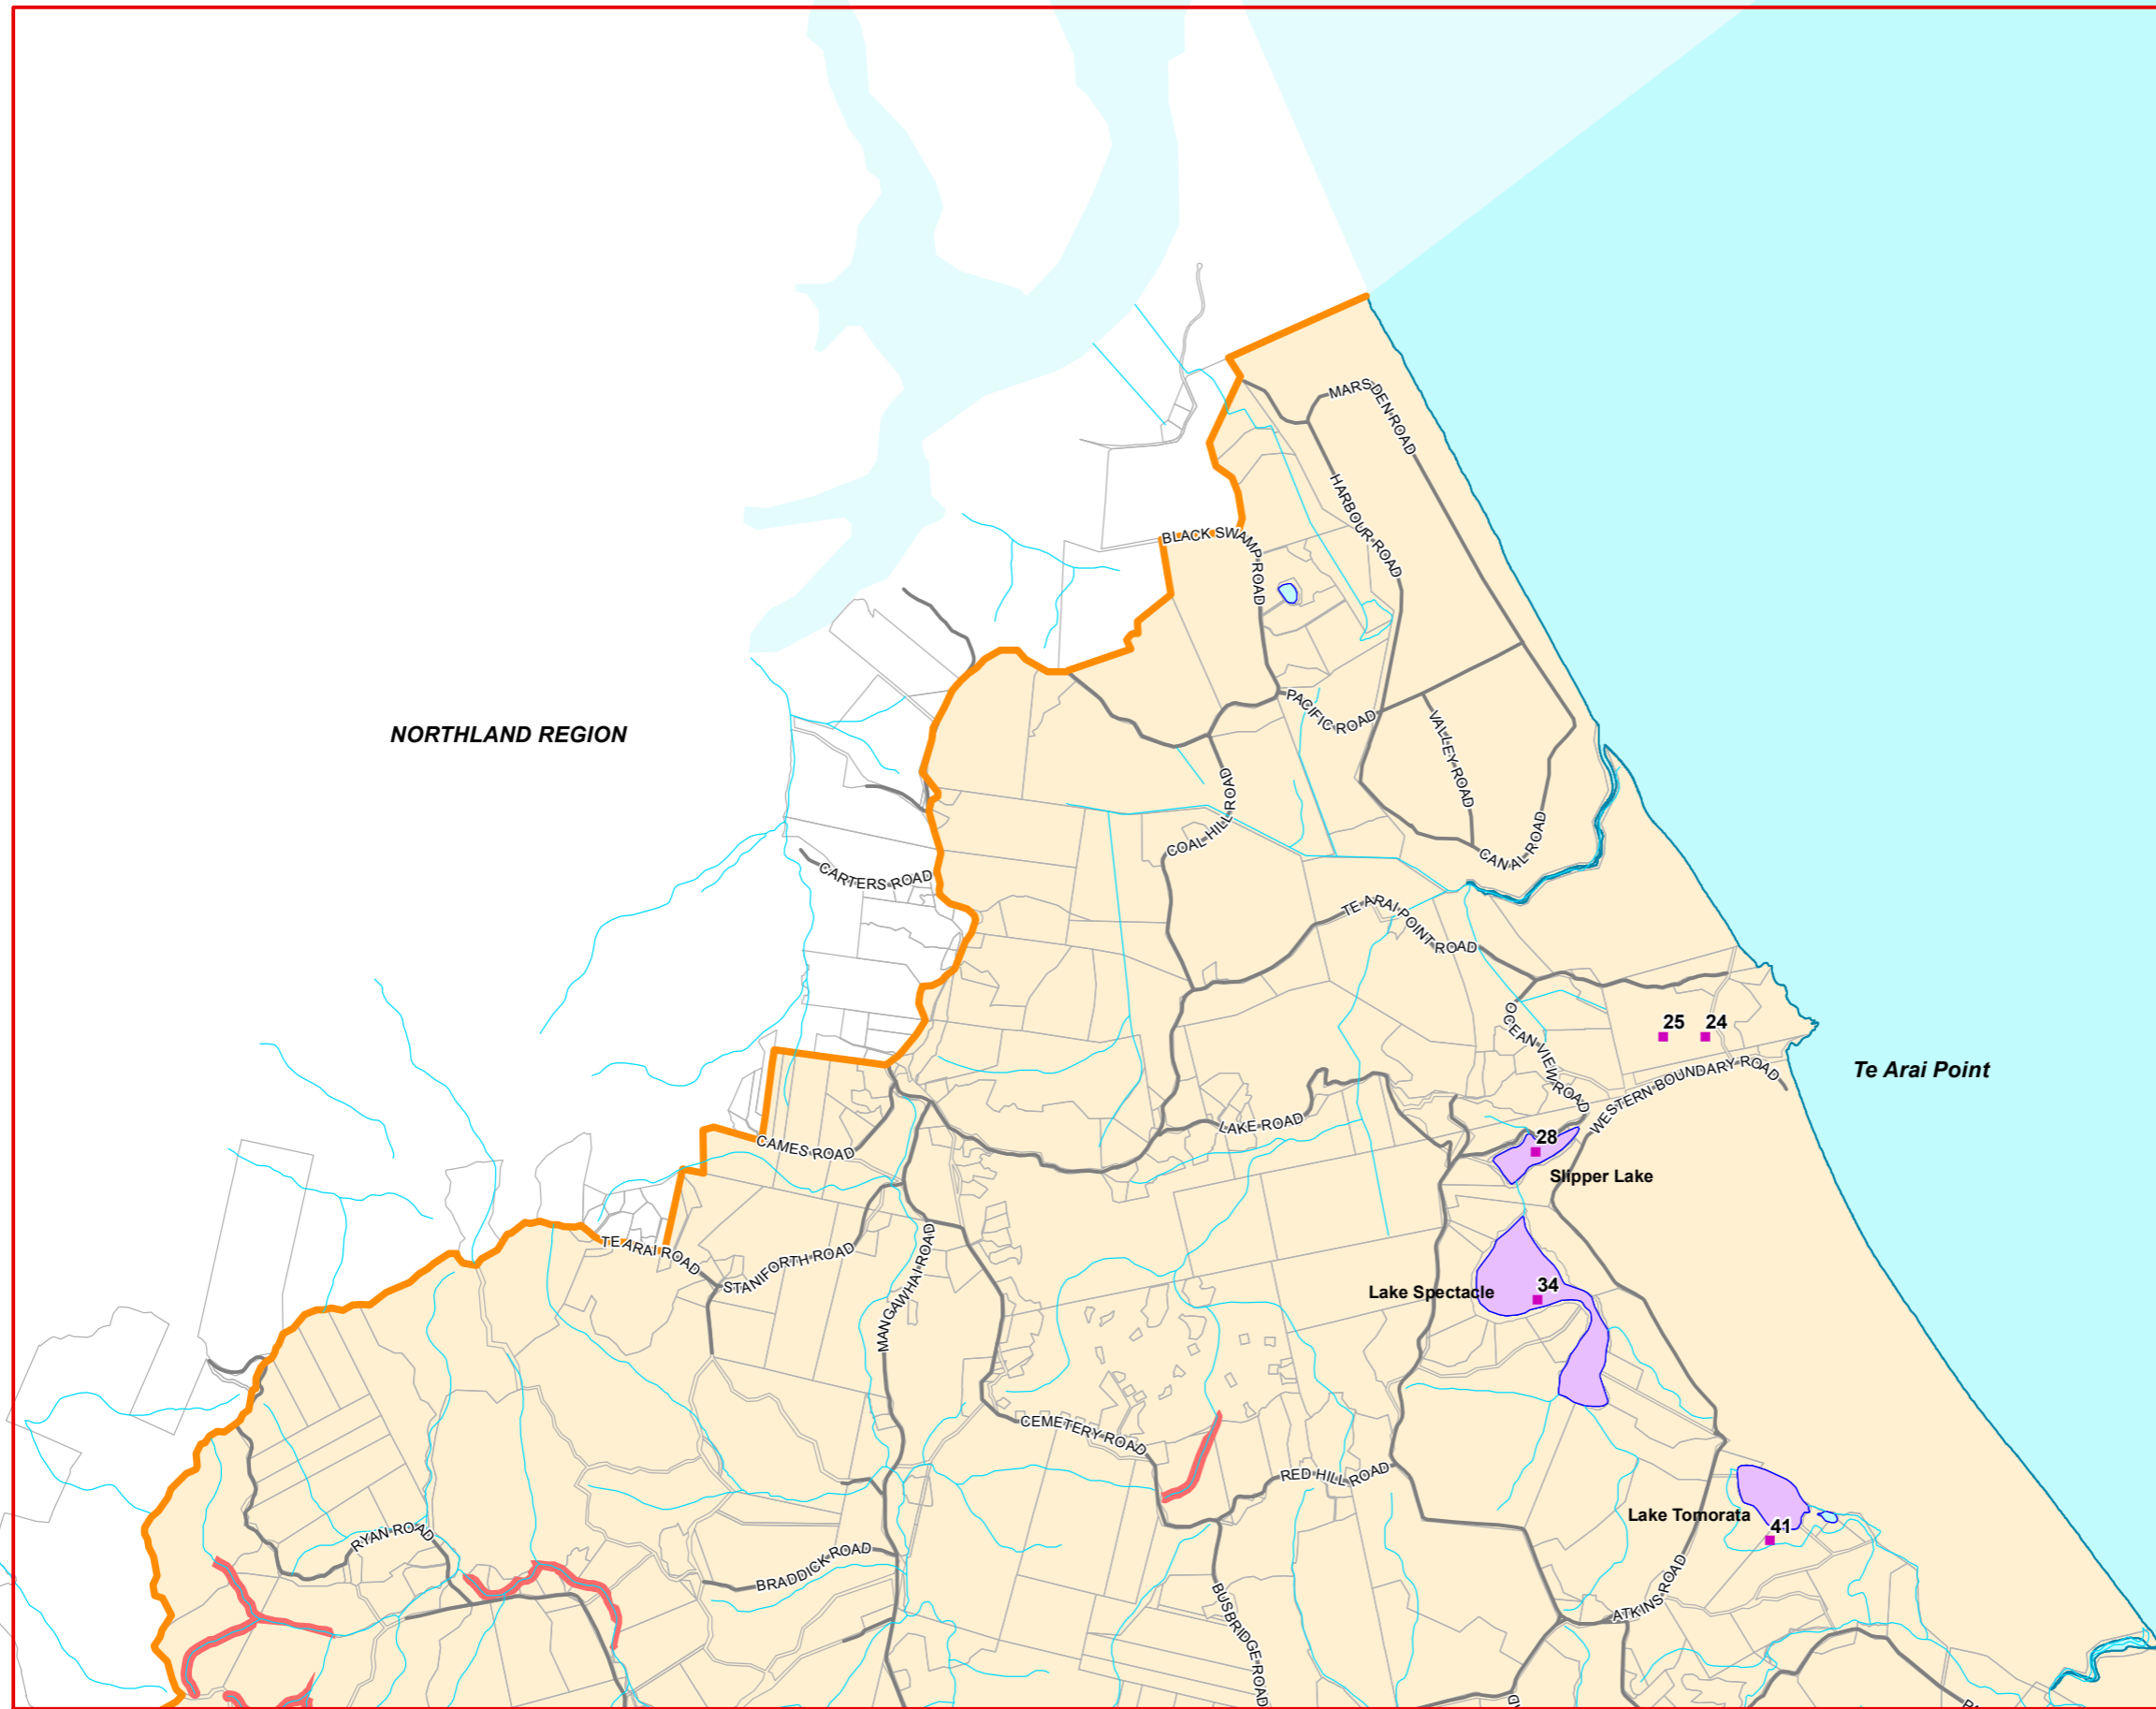 MARSDEN ROAD
HARBOUR ROAD
BLACK SWAMP ROAD
NORTHLAND REGION
PACIFIC ROAD
VALLEY ROAD
COAL HILL ROAD
CANAL ROAD
CARTERS ROAD
TE ARAI POINT ROAD
25
24
OCEAN VIEW ROAD
WESTERN BOUNDARY ROAD
Te Arai Point
LAKE ROAD
CAMES ROAD
28
Slipper Lake
TE ARAI ROAD
STANIFORTH ROAD
MANGAWHAI ROAD
34
Lake Spectacle
CEMETERY ROAD
RED HILL ROAD
Lake Tomorata
41
RYAN ROAD
BRADDICK ROAD
BUSBRIDGE ROAD
ATKINS ROAD